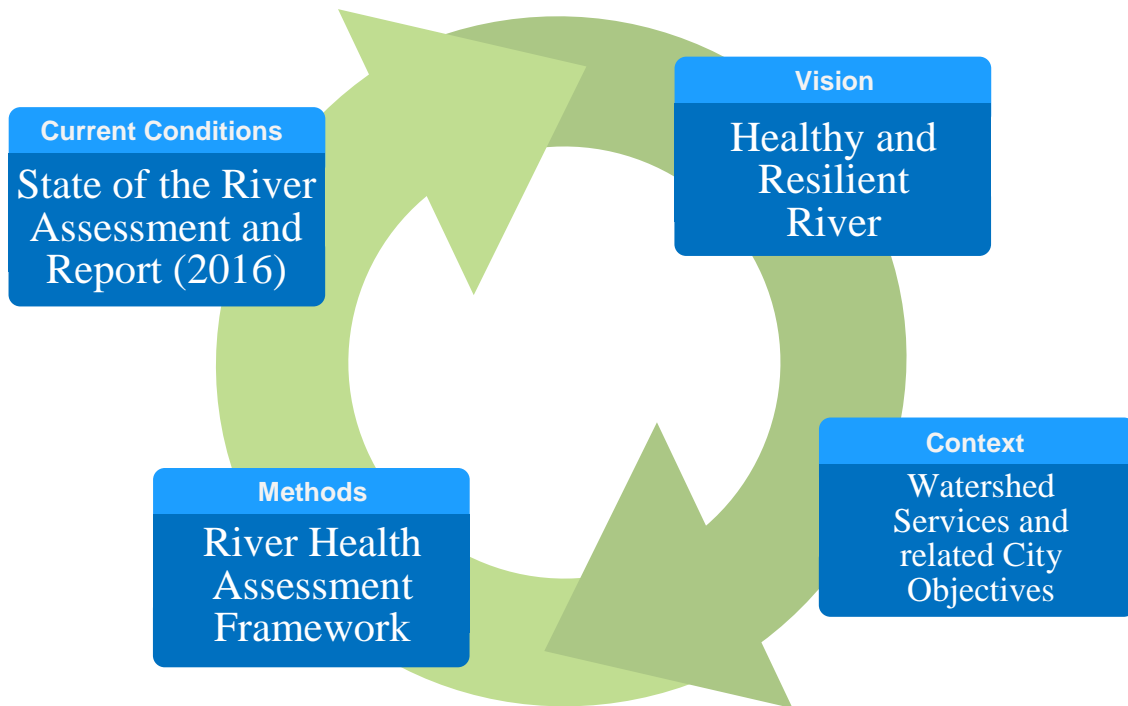 Current Conditions
State of the River
Assessment and
Report (2016)
Vision
Healthy and
Resilient
River
Context
Watershed
Services and
related City
Objectives
Methods
River Health
Assessment
Framework